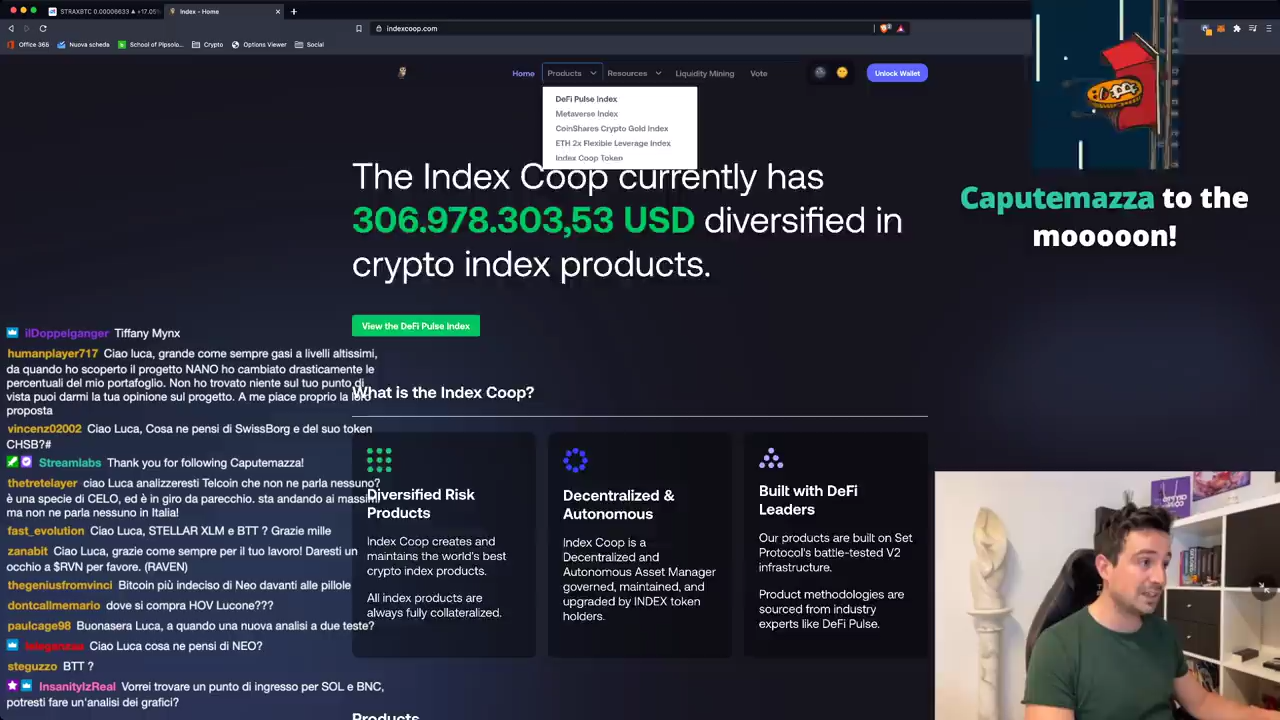 STRAXBTC 0.00006633 ▲ +17.05%
Index - Home
indexcoop.com
Office 365
Nuova scheda
School of Pipsolo...
Crypto
Options Viewer
Social
Home
Products
Resources
Liquidity Mining
Vote
Unlock Wallet
DeFi Pulse Index
Metaverse Index
CoinShares Crypto Gold Index
ETH 2x Flexible Leverage Index
Index Coop Token
The Index Coop currently has
306.978.303,53 USD diversified in
crypto index products.
View the DeFi Pulse Index
What is the Index Coop?
Diversified Risk
Products
Index Coop creates and
maintains the world's best
crypto index products.
All index products are
always fully collateralized.
Decentralized &
Autonomous
Index Coop is a
Decentralized and
Autonomous Asset Manager
governed, maintained, and
upgraded by INDEX token
holders.
Built with DeFi
Leaders
Our products are built on Set
Protocol's battle-tested V2
infrastructure.
Product methodologies are
sourced from industry
experts like DeFi Pulse.
Products
Caputemazza to the
mooooon!
ilDoppelganger Tiffany Mynx
humanplayer717 Ciao luca, grande come sempre gasi a livelli altissimi,
da quando ho scoperto il progetto NANO ho cambiato drasticamente le
percentuali del mio portafoglio. Non ho trovato niente sul tuo punto di
vista puoi darmi la tua opinione sul progetto. A me piace proprio la loro
proposta
vincenz02002 Ciao Luca, Cosa ne pensi di SwissBorg e del suo token
CHSB?#
Streamlabs Thank you for following Caputemazza!
thetretelayer ciao Luca analizzeresti Telcoin che non ne parla nessuno?
è una specie di CELO, ed è in giro da parecchio. sta andando ai massimi
ma non ne parla nessuno in Italia!
fast_evolution Ciao Luca, STELLAR XLM e BTT ? Grazie mille
zanabit Ciao Luca, grazie come sempre per il tuo lavoro! Daresti un
occhio a $RVN per favore. (RAVEN)
thegeniusfromvinci Bitcoin più indeciso di Neo davanti alle pillole
dontcallmemario dove si compra HOV Lucone???
paulcage98 Buonasera Luca, a quando una nuova analisi a due teste?
Ciao Luca cosa ne pensi di NEO?
steguzzo BTT ?
InsanityIzReal Vorrei trovare un punto di ingresso per SOL e BNC,
potresti fare un'analisi dei grafici?